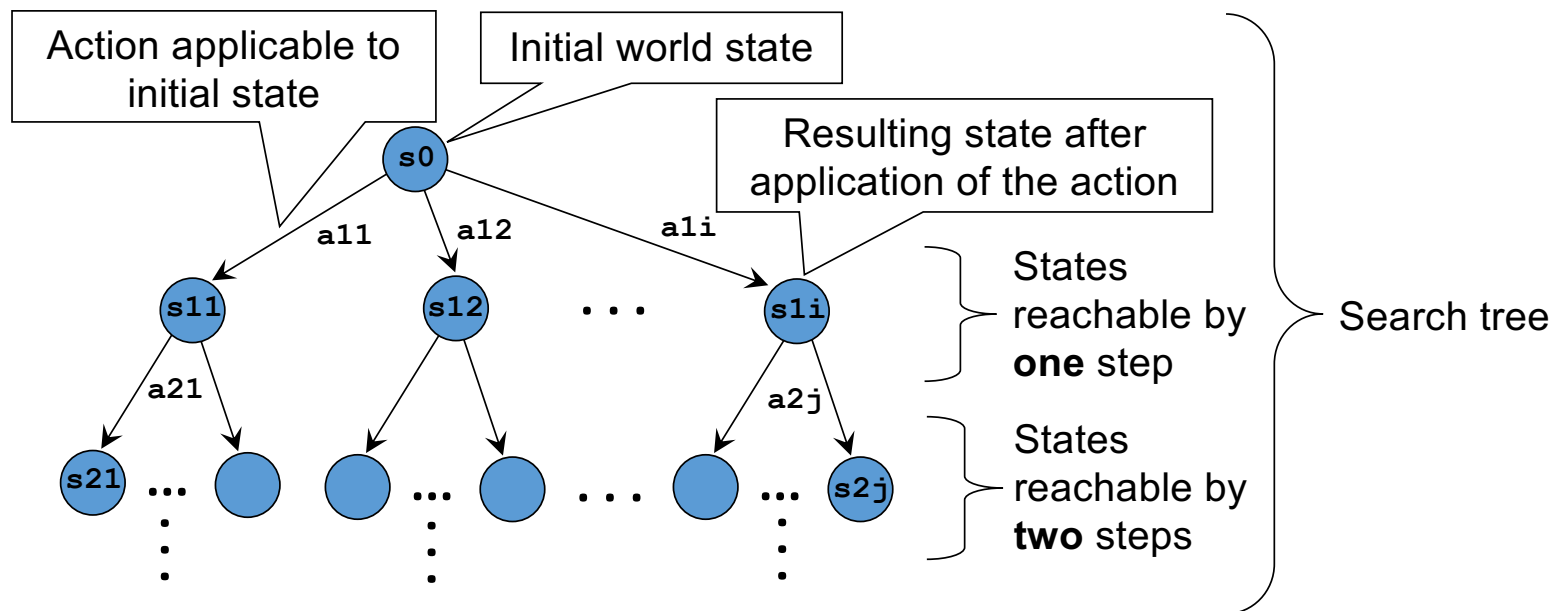 Action applicable to
initial state
Initial world state
s0
Resulting state after
application of the action
a11
a12
a1i
s11
s12
. . .
s1i
States
reachable by
one step
Search tree
a21
a2j
s21
...
...
. . .
...
s2j
States
reachable by
two steps